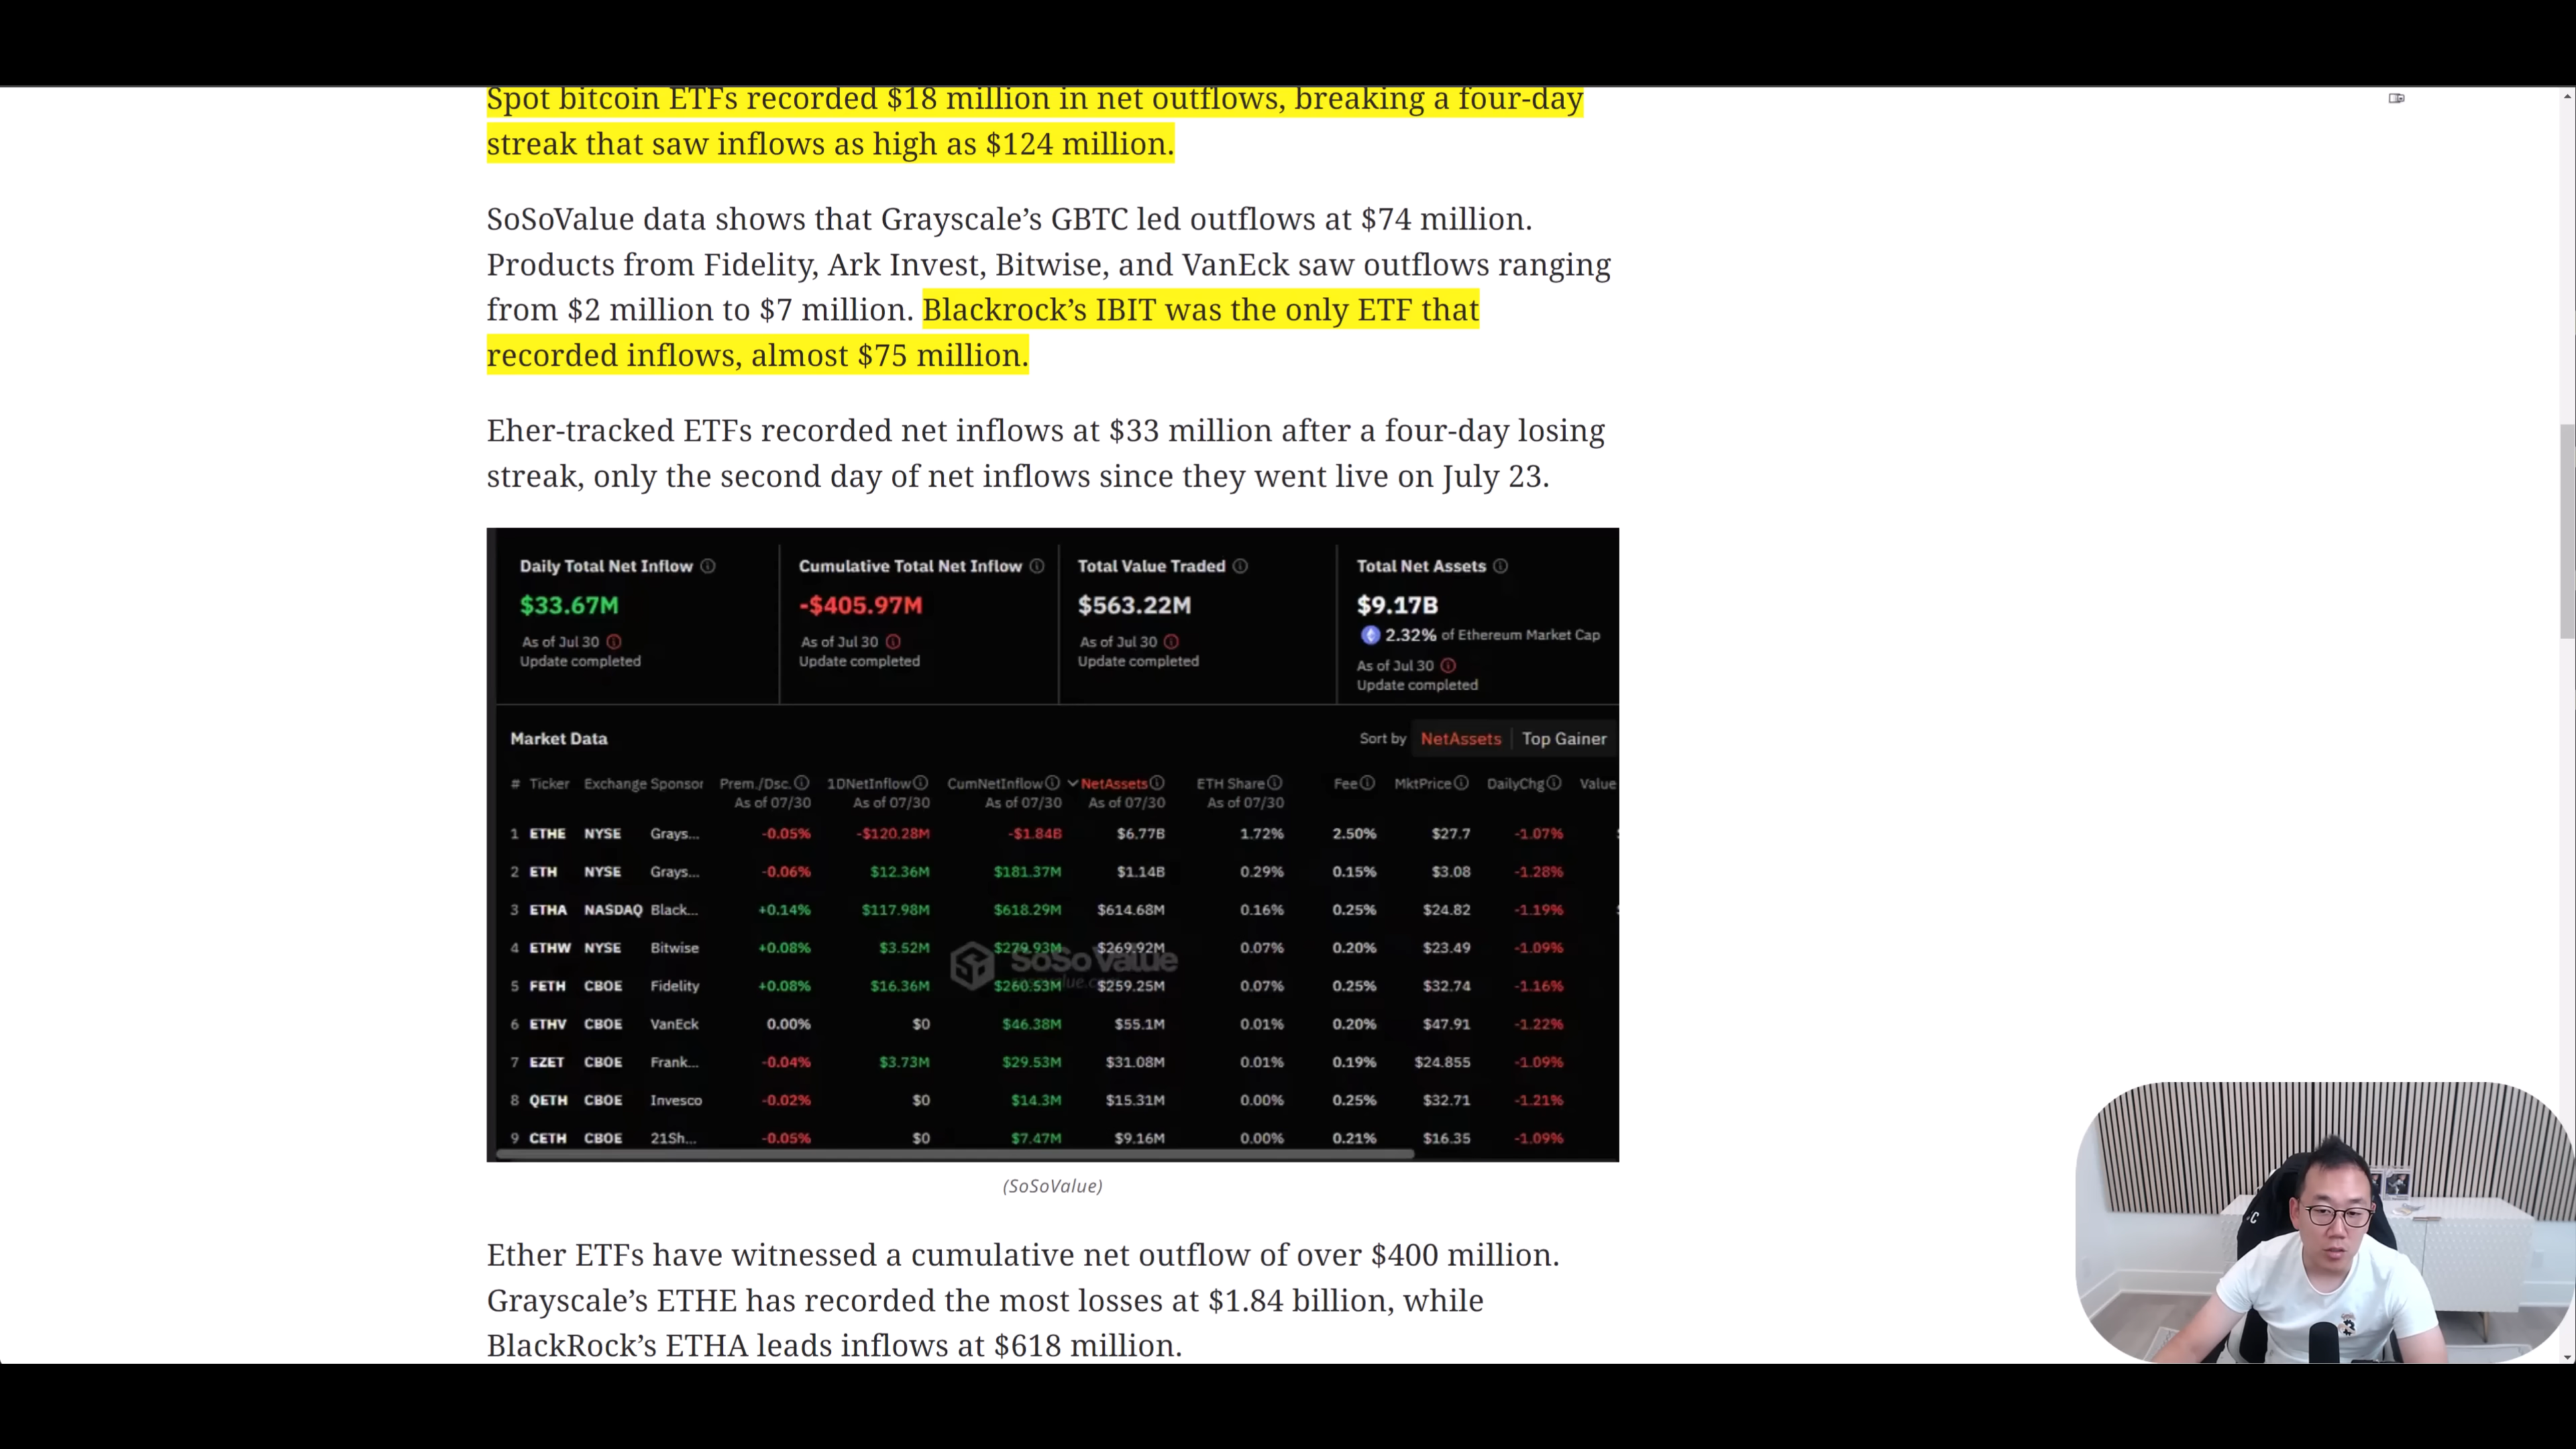 Spot bitcoin ETFs recorded $18 million in net outflows, breaking a four-day
streak that saw inflows as high as $124 million.
SoSoValue data shows that Grayscale’s GBTC led outflows at $74 million.
Products from Fidelity, Ark Invest, Bitwise, and VanEck saw outflows ranging
from $2 million to $7 million. Blackrock’s IBIT was the only ETF that
recorded inflows, almost $75 million.
Eher-tracked ETFs recorded net inflows at $33 million after a four-day losing
streak, only the second day of net inflows since they went live on July 23.
Daily Total Net Inflow Cumulative Total Net Inflow Total Value Traded Total Net Assets
$33.67M -$405.97M $563.22M $9.17B
2.32% of Ethereum Market Cap
As of Jul 30 As of Jul 30 As of Jul 30 As of Jul 30
Update completed Update completed Update completed Update completed
Market Data Sort by NetAssets Top Gainer
# Ticker Exchange Sponsor Prem./Dsc. 1DNetInflow CumNetInflow NetAssets ETH Share Fee MktPrice DailyChg Value
As of 07/30 As of 07/30 As of 07/30 As of 07/30 As of 07/30
1 ETHE NYSE Grays... -0.05% -$120.28M -$1.84B $6.77B 1.72% 2.50% $27.7 -1.07%
2 ETH NYSE Grays... -0.06% $12.36M $181.37M $1.14B 0.29% 0.15% $3.08 -1.28%
3 ETHA NASDAQ Black... +0.14% $117.98M $618.29M $614.68M 0.16% 0.25% $24.82 -1.19%
4 ETHW NYSE Bitwise +0.08% $3.52M $279.93M $269.92M 0.07% 0.20% $23.49 -1.09%
SoSoValue
5 FETH CBOE Fidelity +0.08% $16.36M $260.53M $259.25M 0.07% 0.25% $32.74 -1.16%
6 ETHV CBOE VanEck 0.00% $0 $46.38M $55.1M 0.01% 0.20% $47.91 -1.22%
7 EZET CBOE Frank... -0.04% $3.73M $29.53M $31.08M 0.01% 0.19% $24.855 -1.09%
8 QETH CBOE Invesco -0.02% $0 $14.3M $15.31M 0.00% 0.25% $32.71 -1.21%
9 CETH CBOE 21Sh... -0.05% $0 $7.47M $9.16M 0.00% 0.21% $16.35 -1.09%
(SoSoValue)
Ether ETFs have witnessed a cumulative net outflow of over $400 million.
Grayscale’s ETHE has recorded the most losses at $1.84 billion, while
BlackRock’s ETHA leads inflows at $618 million.